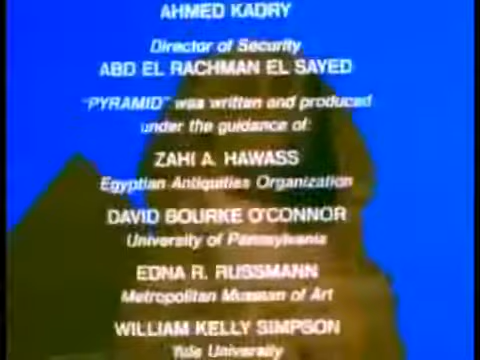 AHMED KADRY
Director of Security
ABD EL RACHMAN EL SAYED
"PYRAMID" was written and produced
under the guidance of:
ZAHI A. HAWASS
Egyptian Antiquities Organization
DAVID BOURKE O'CONNOR
University of Pennsylvania
EDNA R. RUSSMANN
Metropolitan Museum of Art
WILLIAM KELLY SIMPSON
Yale University